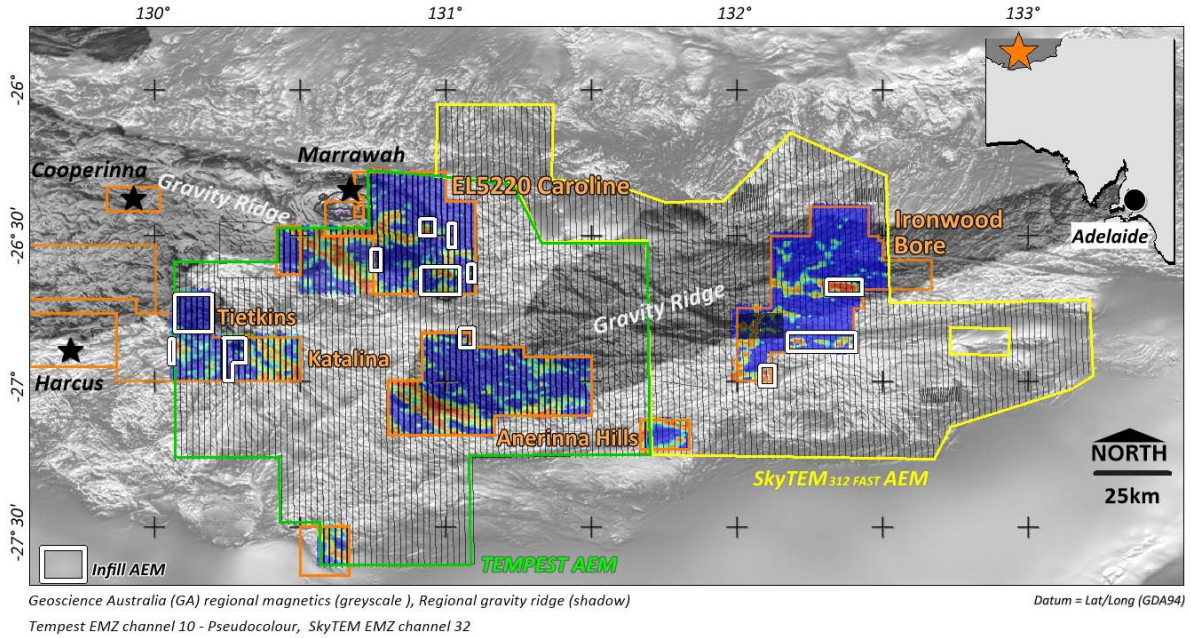 130° 131° 132° 133°
-26°
Cooperinna
Marrawah
Gravity Ridge
EL5220 Caroline
Ironwood
Bore
Adelaide
-26°30'
Gravity Ridge
Tietkins
Katalina
Harcus
-27°
Anerinna Hills
SkyTEM 312 FAST AEM
NORTH
25km
-27°30'
TEMPEST AEM
Infill AEM
Geoscience Australia (GA) regional magnetics (greyscale ), Regional gravity ridge (shadow)
Datum = Lat/Long (GDA94)
Tempest EMZ channel 10 - Pseudocolour, SkyTEM EMZ channel 32